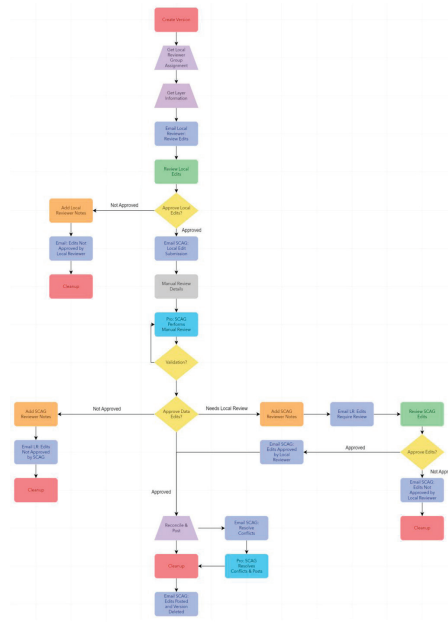 Create Version
Get Local
Reviewer
Group
Assignment
Get Layer
Information
Email Local
Reviewer:
Review Edits
Review Local
Edits
Not Approved
Add Local
Reviewer Notes
Approve Local
Edits?
Approved
Email: Edits Not
Approved by
Local Reviewer
Email SCAG:
Local Edit
Submission
Cleanup
Manual Review
Details
Pro: SCAG
Performs
Manual Review
Validation?
Add SCAG
Reviewer Notes
Not Approved
Approve Data
Edits?
Needs Local Review
Add SCAG
Reviewer Notes
Email LR: Edits
Require Review
Review SCAG
Edits
Email LR: Edits
Not Approved
by SCAG
Email SCAG:
Edits Approved
by Local
Reviewer
Approved
Approve Edits?
Not Appr
Cleanup
Approved
Email SCAG:
Edits Not
Approved by
Local Reviewer
Reconcile &
Post
Email SCAG:
Resolve
Conflicts
Cleanup
Cleanup
Pro: SCAG
Resolves
Conflicts & Posts
Email SCAG:
Edits Posted
and Version
Deleted